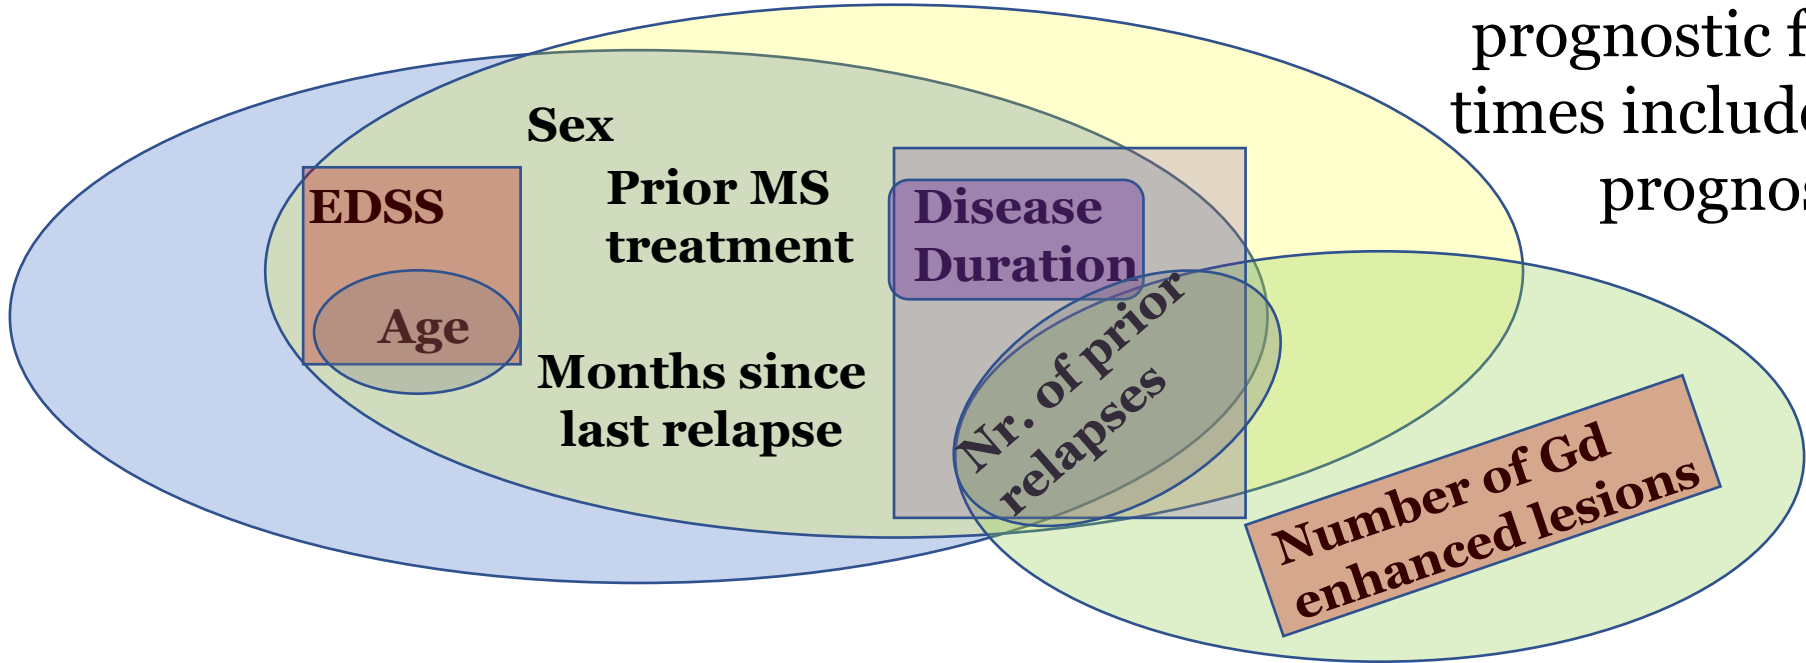 prognostic f
times include
prognos
Sex
EDSS
Prior MS
treatment
Disease
Duration
Age
Months since
last relapse
Nr. of prior
relapses
Number of Gd
enhanced lesions